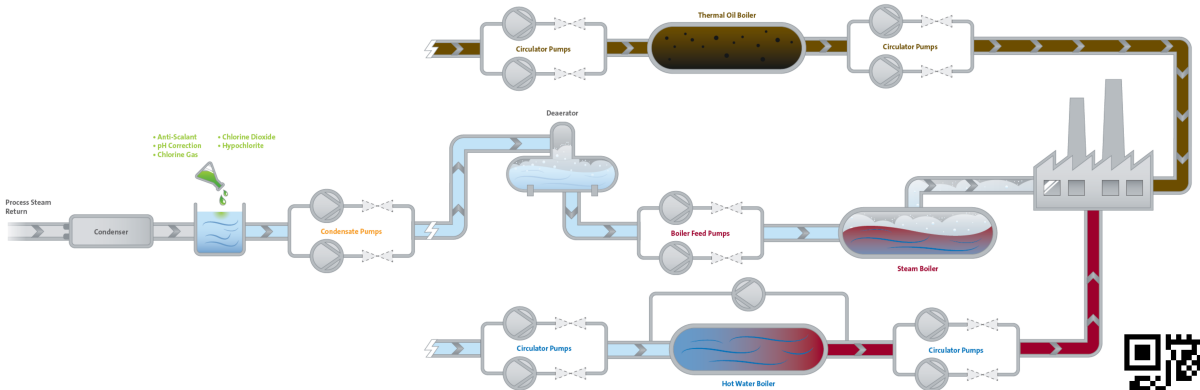 Thermal Oil Boiler
Circulator Pumps
Circulator Pumps
Deaerator
• Anti-Scalant
• pH Correction
• Chlorine Gas
• Chlorine Dioxide
• Hypochlorite
Process Steam
Return
Condenser
Condensate Pumps
Boiler Feed Pumps
Steam Boiler
Circulator Pumps
Circulator Pumps
Hot Water Boiler